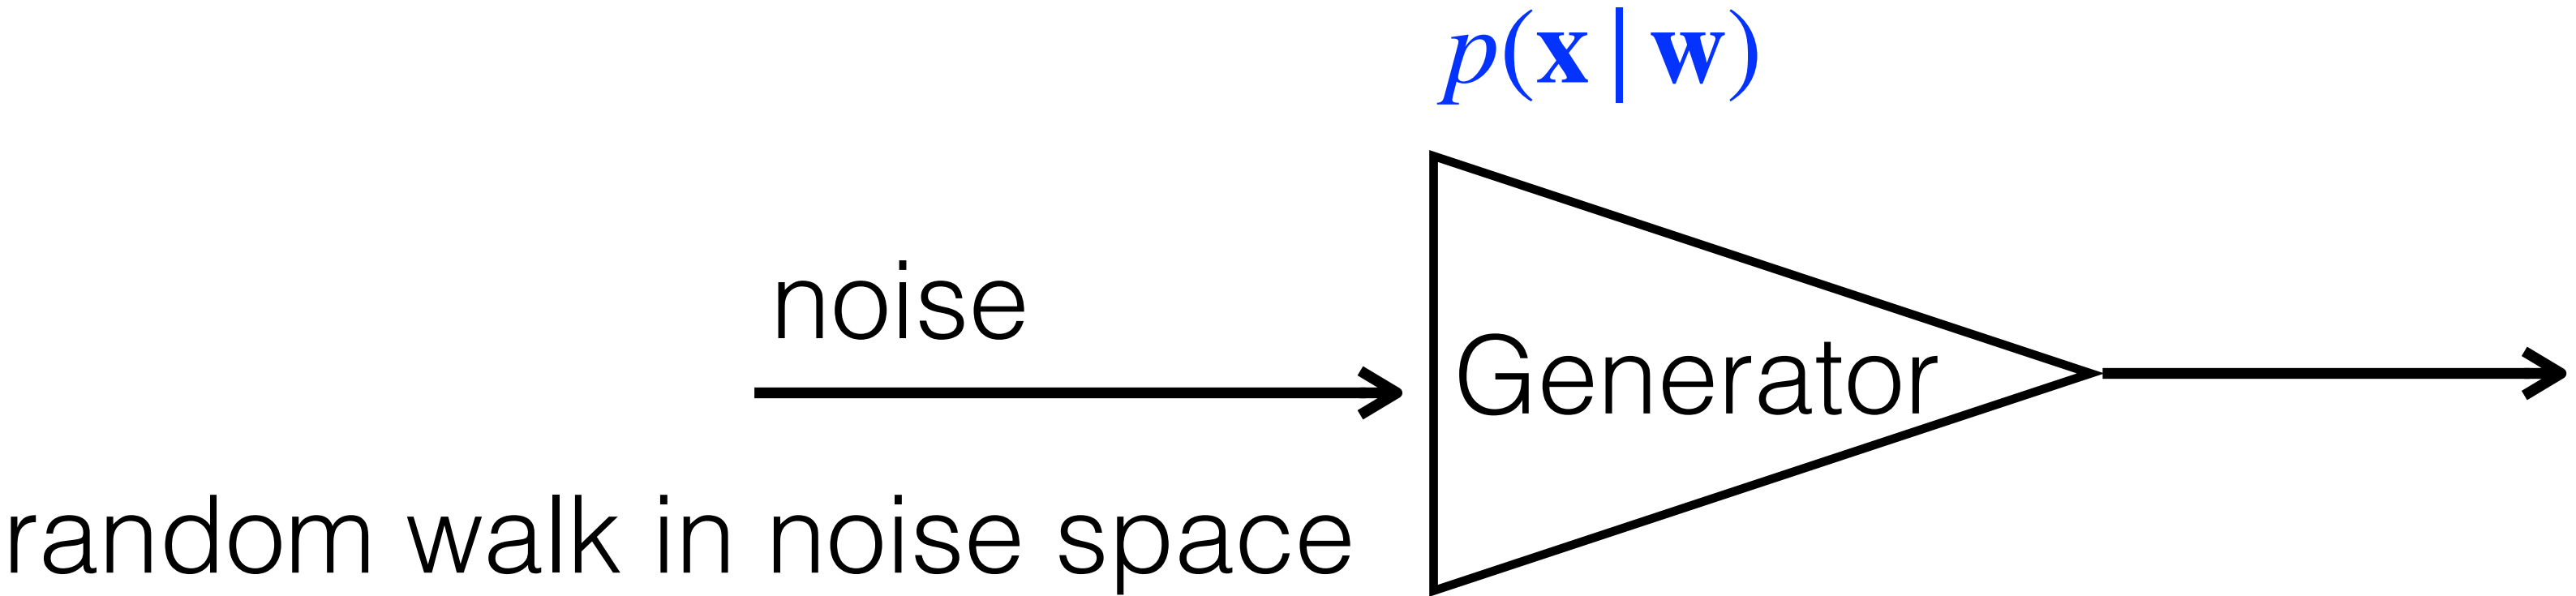 p(x | w)
noise
Generator
random walk in noise space